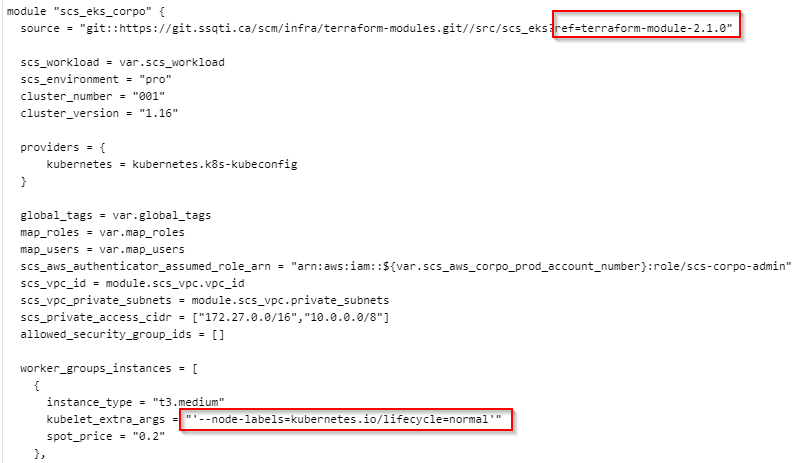 module "scs_eks_corpo" {
source = "git::https://git.ssqti.ca/scm/infra/terraform-modules.git//src/scs_eks?ref=terraform-module-2.1.0"
scs_workload = var.scs_workload
scs_environment = "pro"
cluster_number = "001"
cluster_version = "1.16"
providers = {
kubernetes = kubernetes.k8s-kubeconfig
}
global_tags = var.global_tags
map_roles = var.map_roles
map_users = var.map_users
scs_aws_authenticator_assumed_role_arn = "arn:aws:iam::${var.scs_aws_corpo_prod_account_number}:role/scs-corpo-admin"
scs_vpc_id = module.scs_vpc.vpc_id
scs_vpc_private_subnets = module.scs_vpc.private_subnets
scs_private_access_cidr = ["172.27.0.0/16","10.0.0.0/8"]
allowed_security_group_ids = []
worker_groups_instances = [
{
instance_type = "t3.medium"
kubelet_extra_args = "'--node-labels=kubernetes.io/lifecycle=normal'"
spot_price = "0.2"
},